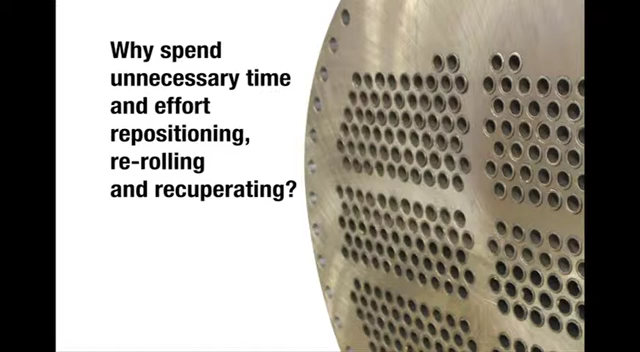 Why spend
unnecessary time
and effort
repositioning,
re-rolling
and recuperating?